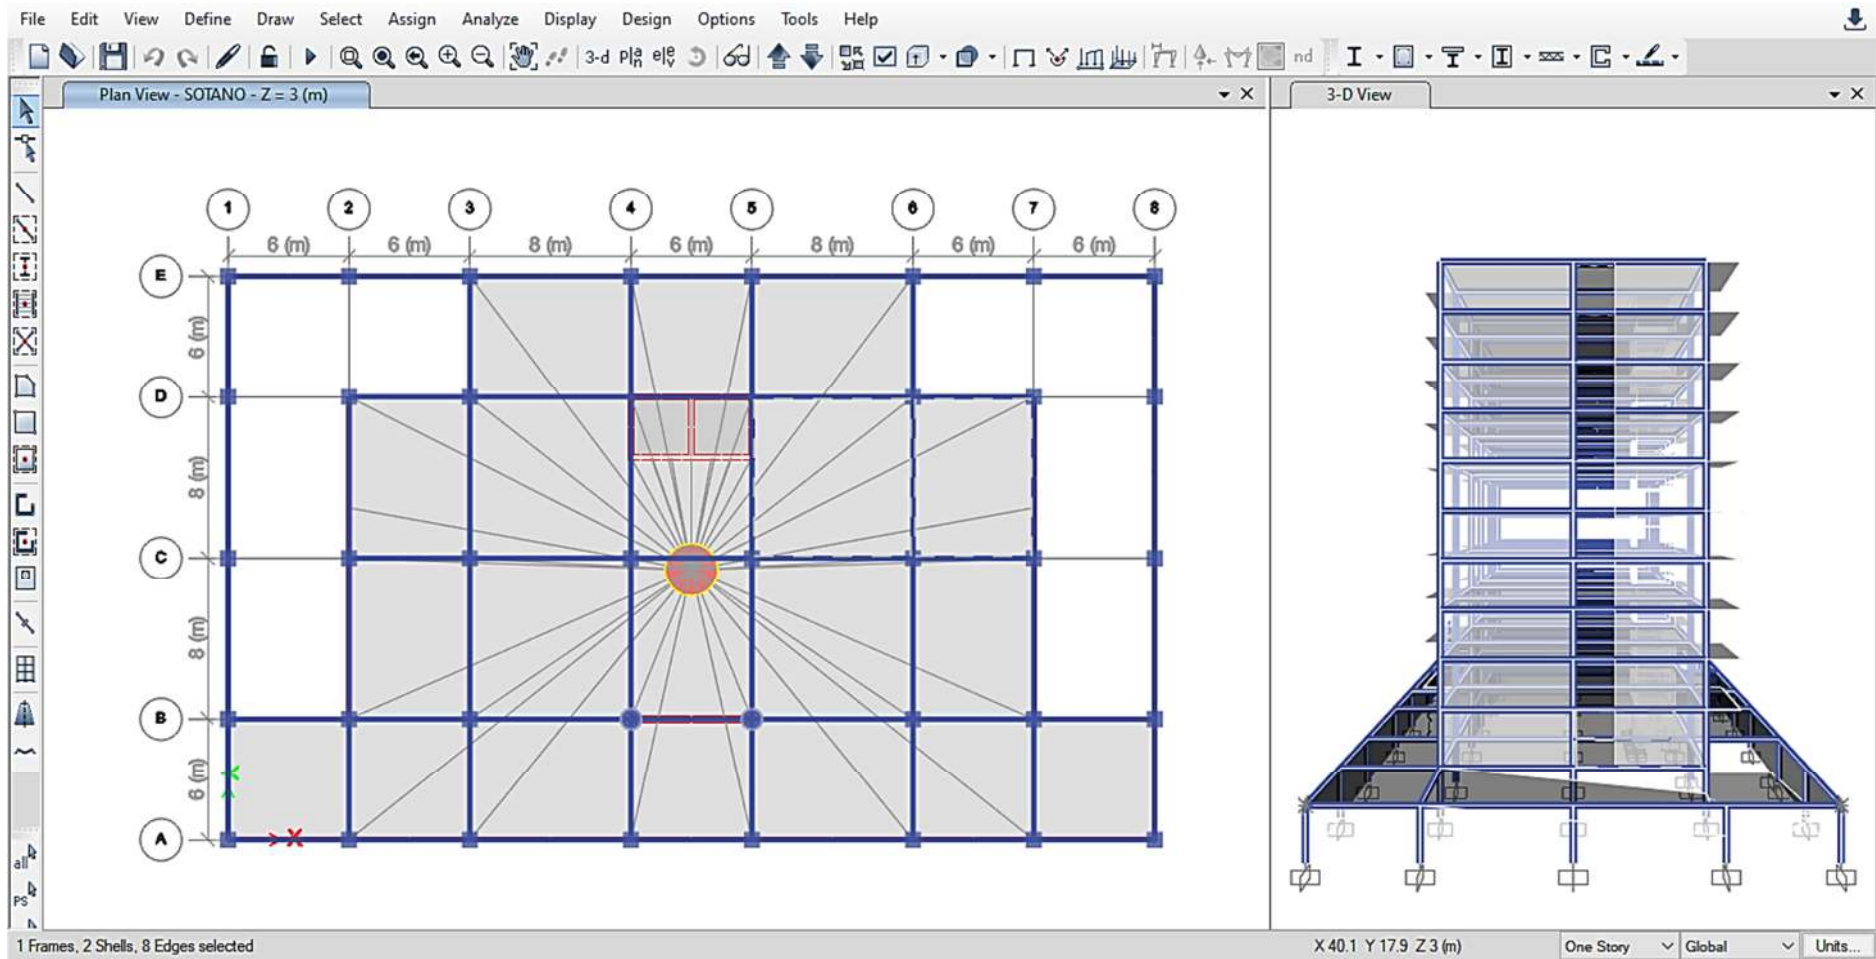 File Edit View Define Draw Select Assign Analyze Display Design Options Tools Help
3-d pla ele nd
Plan View - SOTANO - Z = 3 (m)
3-D View
1 2 3 4 5 6 7 8
6 (m) 6 (m) 8 (m) 6 (m) 8 (m) 6 (m) 6 (m)
E
6 (m)
D
8 (m)
C
8 (m)
B
6 (m)
A
X
all
PS
1 Frames, 2 Shells, 8 Edges selected
X 40.1 Y 17.9 Z 3 (m)
One Story
Global
Units...